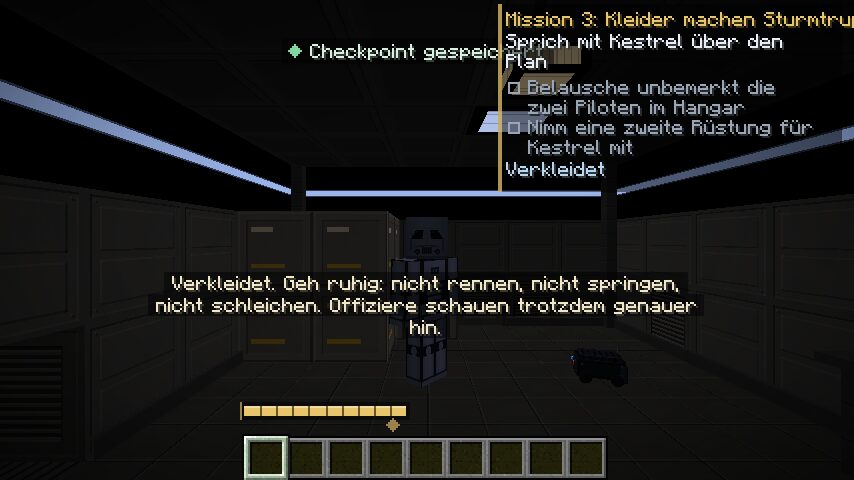 Mission 3: Kleider machen Sturmtrup
Sprich mit Kestrel über den
Plan
Checkpoint gespeichert
Belausche unbemerkt die
zwei Piloten im Hangar
Nimm eine zweite Rüstung für
Kestrel mit
Verkleidet
Verkleidet. Geh ruhig: nicht rennen, nicht springen,
nicht schleichen. Offiziere schauen trotzdem genauer
hin.